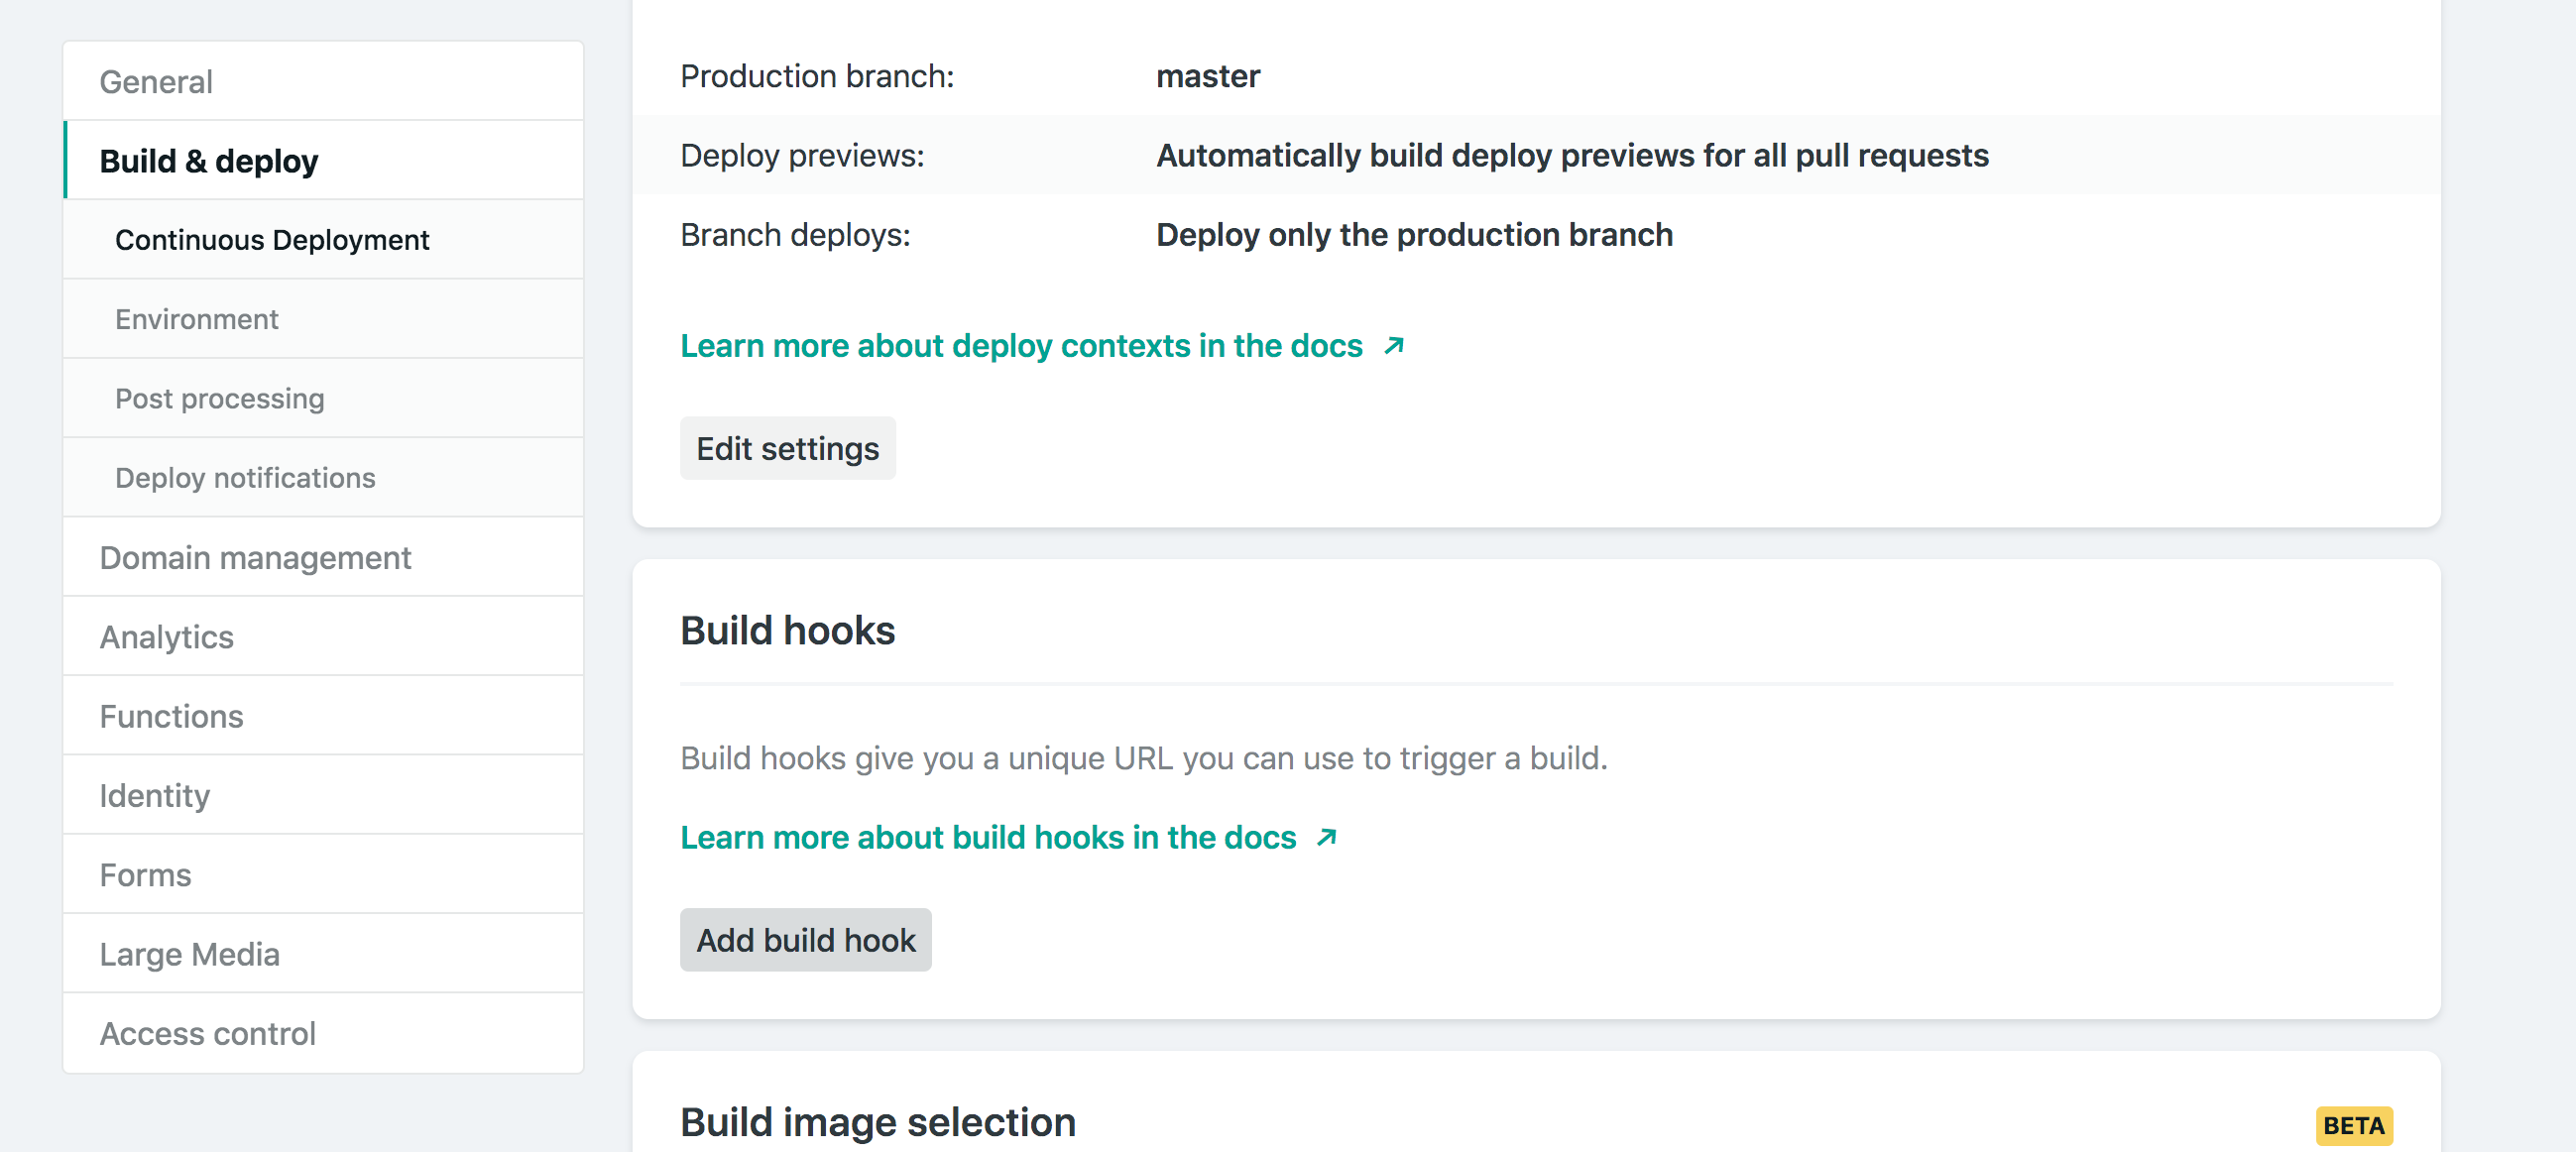 General
Build & deploy
Continuous Deployment
Environment
Post processing
Deploy notifications
Domain management
Analytics
Functions
Identity
Forms
Large Media
Access control
Production branch: master
Deploy previews: Automatically build deploy previews for all pull requests
Branch deploys: Deploy only the production branch
Learn more about deploy contexts in the docs
Edit settings
Build hooks
Build hooks give you a unique URL you can use to trigger a build.
Learn more about build hooks in the docs
Add build hook
Build image selection BETA